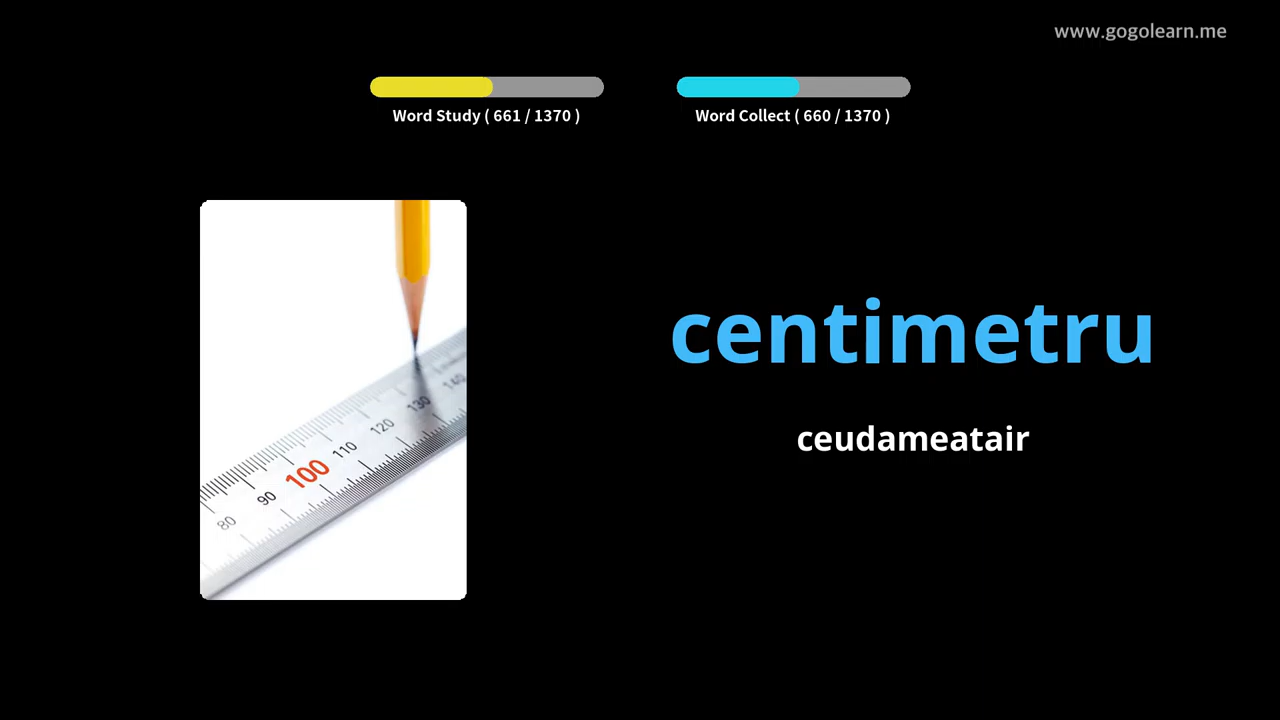 www.gogolearn.me
Word Study ( 661 / 1370 )
Word Collect ( 660 / 1370 )
centimetru
ceudameatair
80
90
100
110
120
130
140